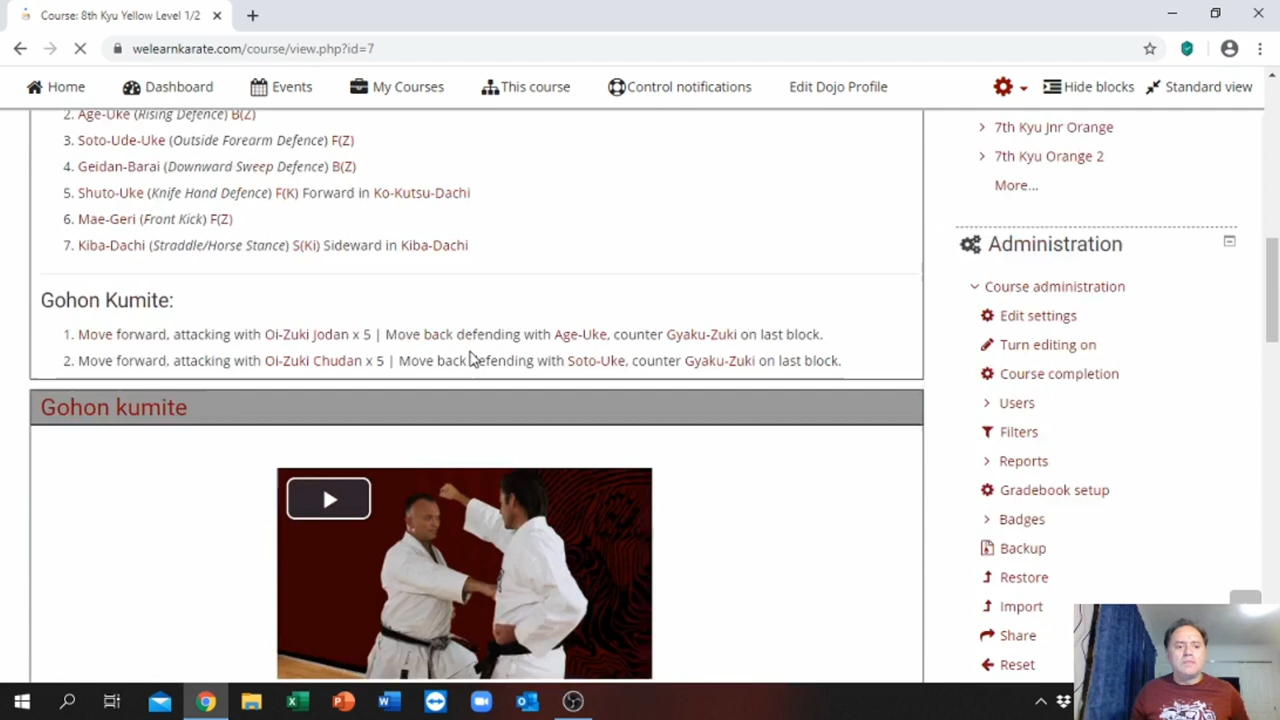 Course: 8th Kyu Yellow Level 1/2
welearnkarate.com/course/view.php?id=7
Home Dashboard Events My Courses This course Control notifications Edit Dojo Profile Hide blocks Standard view
2. Age-Uke (Rising Defence) B(Z)
3. Soto-Ude-Uke (Outside Forearm Defence) F(Z)
4. Geidan-Barai (Downward Sweep Defence) B(Z)
5. Shuto-Uke (Knife Hand Defence) F(K) Forward in Ko-Kutsu-Dachi
6. Mae-Geri (Front Kick) F(Z)
7. Kiba-Dachi (Straddle/Horse Stance) S(Ki) Sideward in Kiba-Dachi
Gohon Kumite:
1. Move forward, attacking with Oi-Zuki Jodan x 5 | Move back defending with Age-Uke, counter Gyaku-Zuki on last block.
2. Move forward, attacking with Oi-Zuki Chudan x 5 | Move back defending with Soto-Uke, counter Gyaku-Zuki on last block.
Gohon kumite
7th Kyu Jnr Orange
7th Kyu Orange 2
More...
Administration
Course administration
Edit settings
Turn editing on
Course completion
Users
Filters
Reports
Gradebook setup
Badges
Backup
Restore
Import
Share
Reset